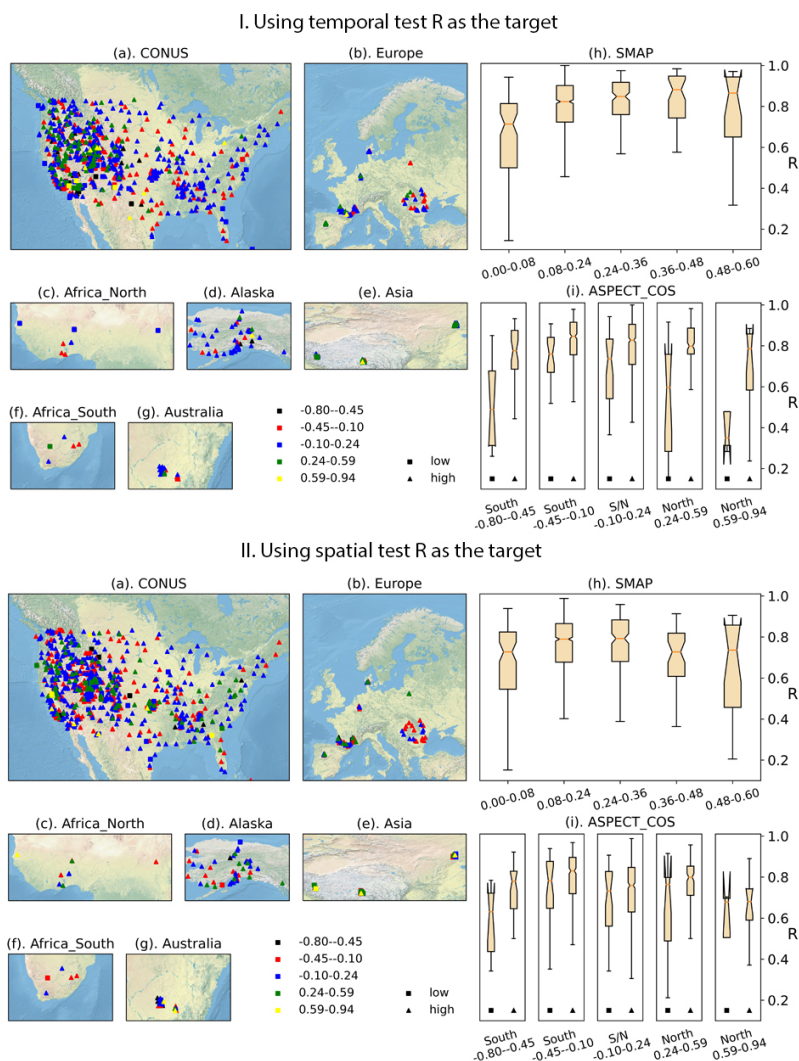 I. Using temporal test R as the target
(a). CONUS
(b). Europe
(h). SMAP
1.0
0.8
0.6
R
0.4
0.2
0.00-0.08
0.08-0.24
0.24-0.36
0.36-0.48
0.48-0.60
(c). Africa_North
(d). Alaska
(e). Asia
(i). ASPECT_COS
1.0
0.8
0.6
R
0.4
0.2
(f). Africa_South
(g). Australia
-0.80--0.45
-0.45--0.10
-0.10-0.24
0.24-0.59
0.59-0.94
low
high
South
-0.80--0.45
South
-0.45--0.10
S/N
-0.10-0.24
North
0.24-0.59
North
0.59-0.94
II. Using spatial test R as the target
(a). CONUS
(b). Europe
(h). SMAP
1.0
0.8
0.6
R
0.4
0.2
0.00-0.08
0.08-0.24
0.24-0.36
0.36-0.48
0.48-0.60
(c). Africa_North
(d). Alaska
(e). Asia
(i). ASPECT_COS
1.0
0.8
0.6
R
0.4
0.2
(f). Africa_South
(g). Australia
-0.80--0.45
-0.45--0.10
-0.10-0.24
0.24-0.59
0.59-0.94
low
high
South
-0.80--0.45
South
-0.45--0.10
S/N
-0.10-0.24
North
0.24-0.59
North
0.59-0.94